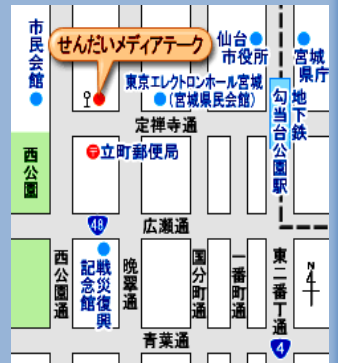 市民会館
せんだいメディアテーク
仙台
市役所
宮城
県庁
東京エレクトロンホール宮城
(宮城県民会館)
地下鉄
勾当台公園駅
定禅寺通
西公園
立町郵便局
48
広瀬通
西公園通
戦災復興
記念館
晩翠通
国分町通
一番町通
東二番丁通
N
青葉通
4